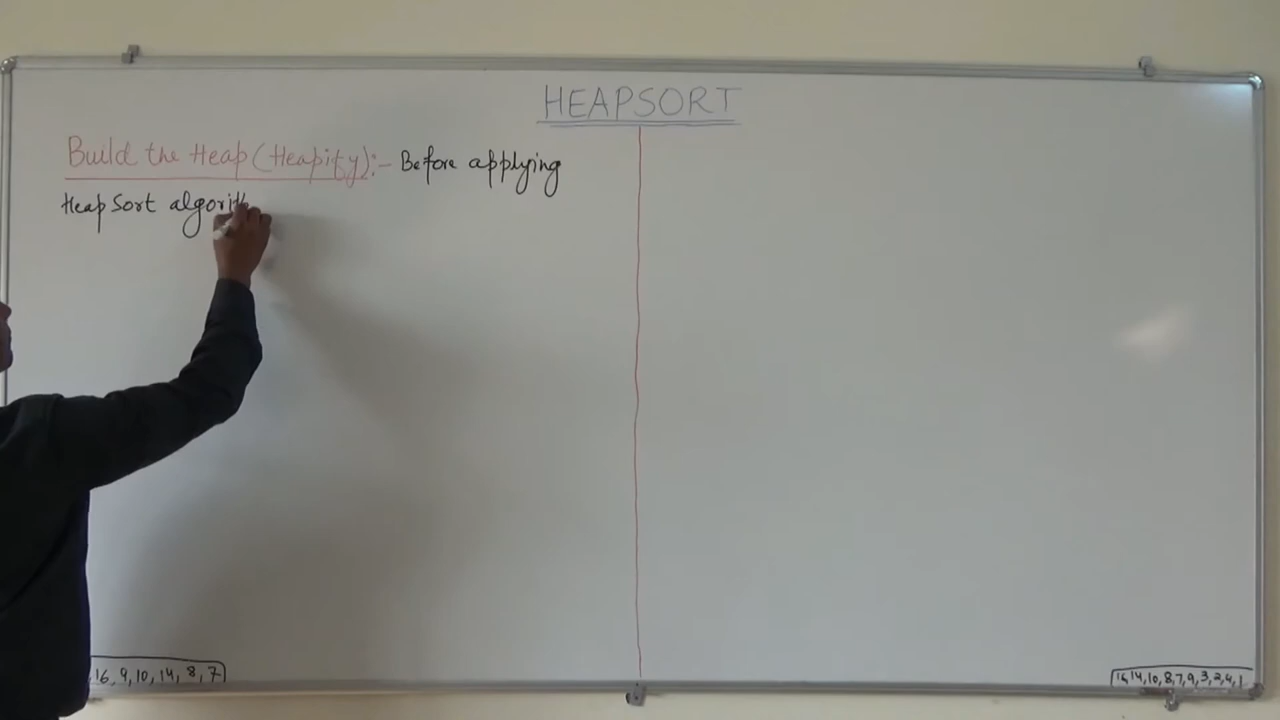 HEAPSORT
Build the Heap (Heapify):- Before applying
Heap Sort algorith
16, 9, 10, 14, 8, 7
16, 14, 10, 8, 7, 9, 3, 2, 4, 1